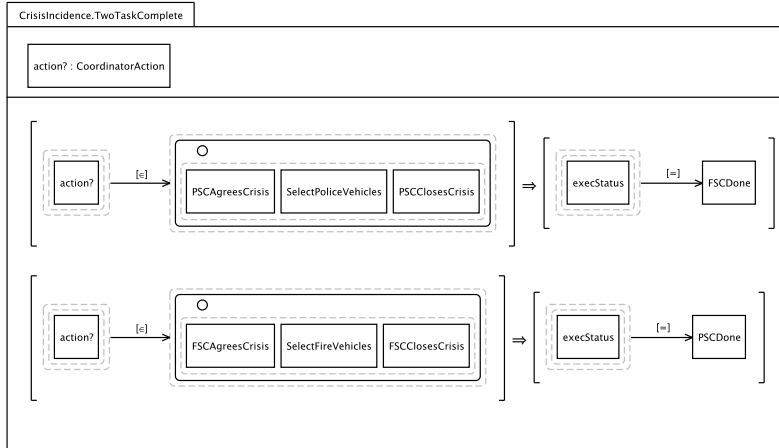 CrisisIncidence.TwoTaskComplete
action? : CoordinatorAction
action? [∈] PSCAgreesCrisis SelectPoliceVehicles PSCClosesCrisis ⇒ execStatus [=] FSCDone
action? [∈] FSCAgreesCrisis SelectFireVehicles FSCClosesCrisis ⇒ execStatus [=] PSCDone